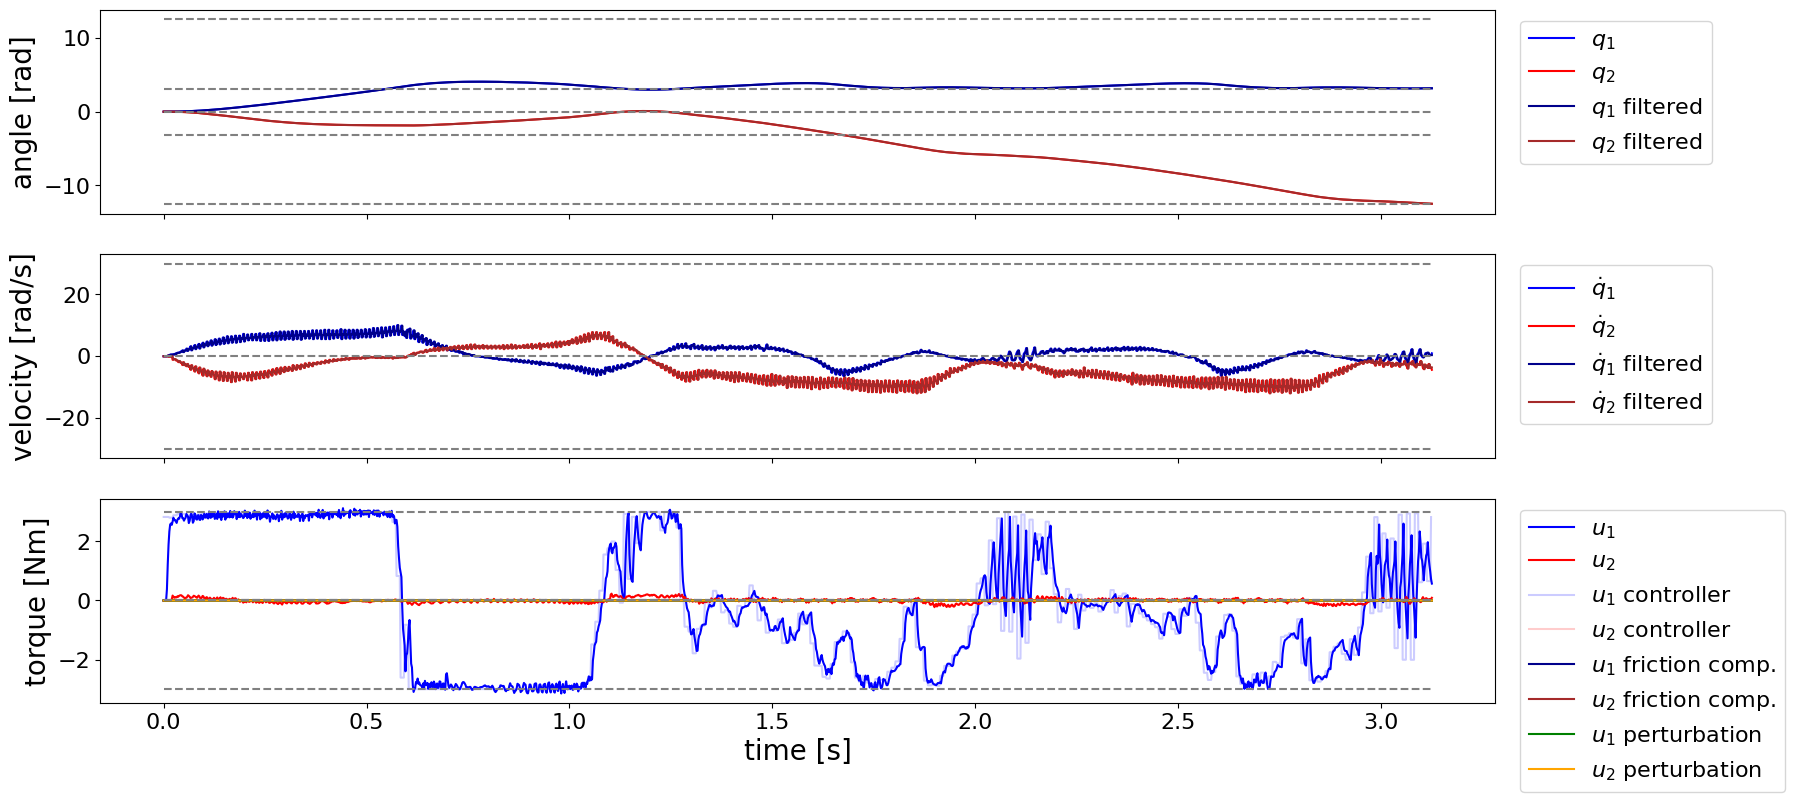 angle [rad]
10
0
−10
q₁
q₂
q₁ filtered
q₂ filtered
velocity [rad/s]
20
0
−20
q̇₁
q̇₂
q̇₁ filtered
q̇₂ filtered
torque [Nm]
2
0
−2
0.0 0.5 1.0 1.5 2.0 2.5 3.0
time [s]
u₁
u₂
u₁ controller
u₂ controller
u₁ friction comp.
u₂ friction comp.
u₁ perturbation
u₂ perturbation